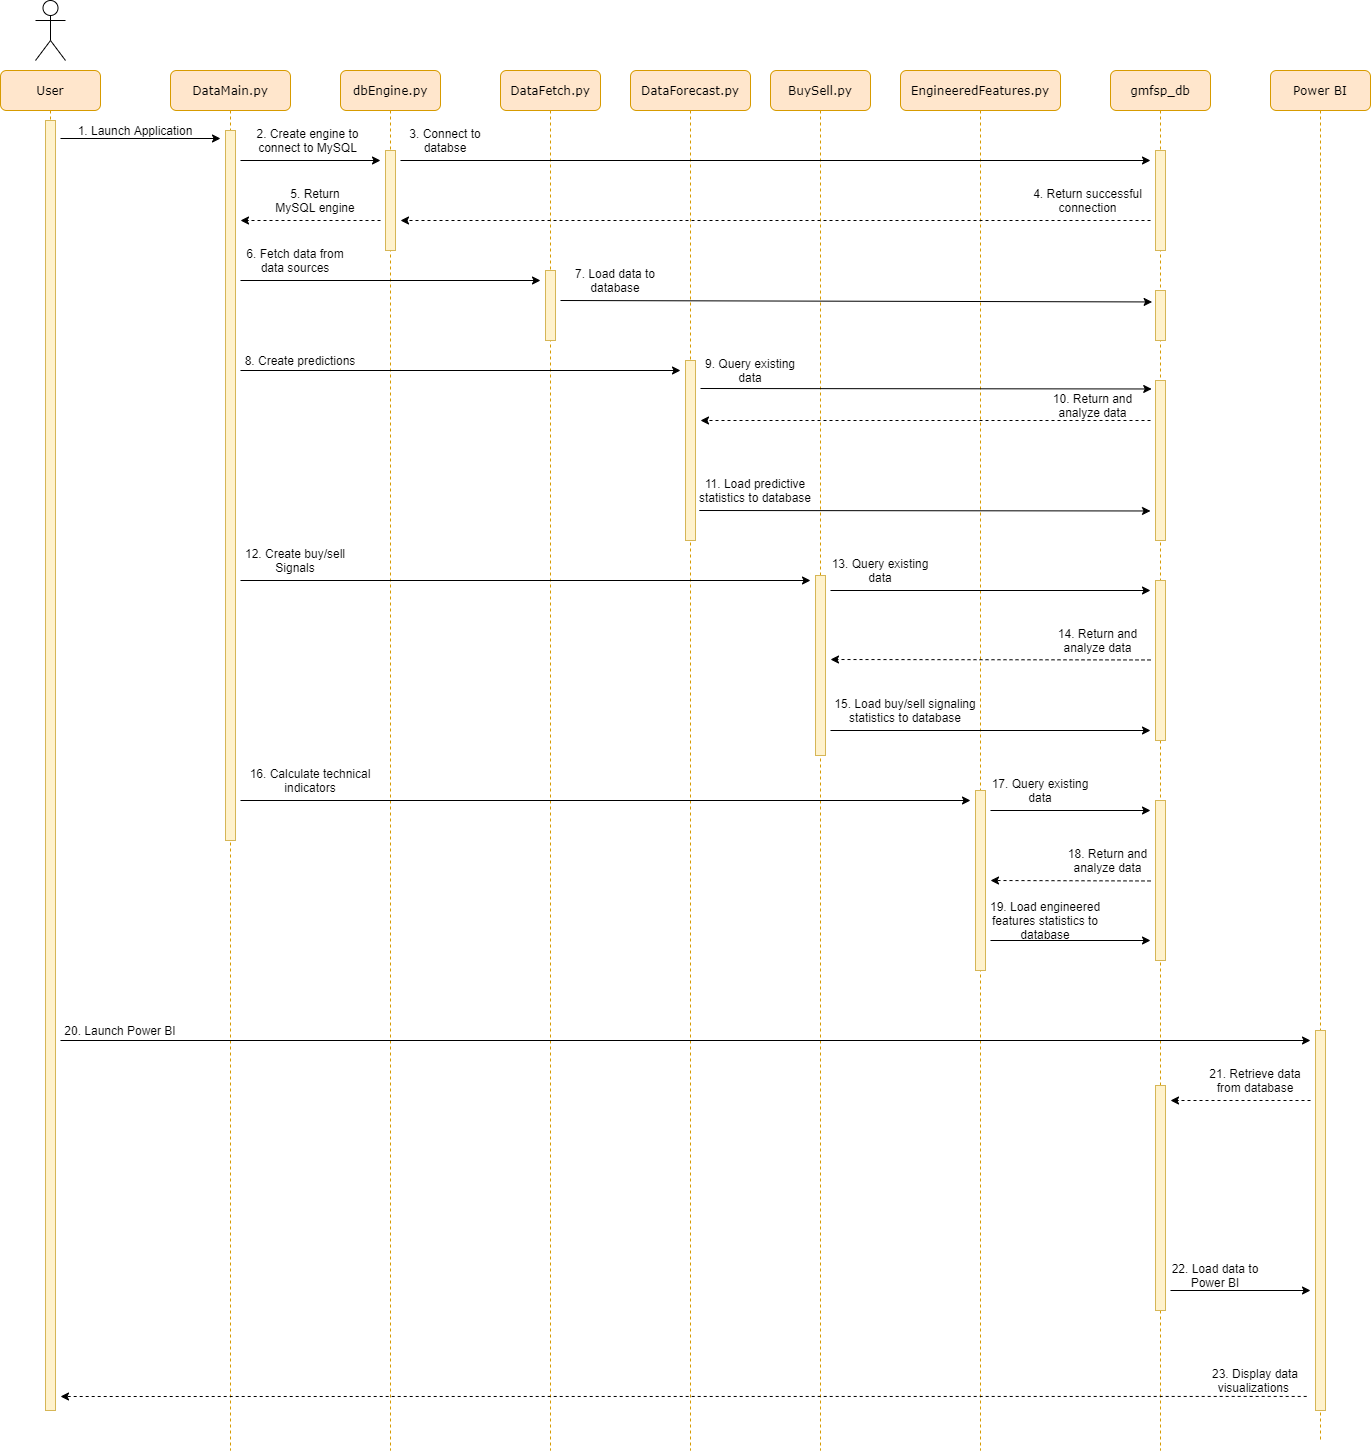 User
DataMain.py
dbEngine.py
DataFetch.py
DataForecast.py
BuySell.py
EngineeredFeatures.py
gmfsp_db
Power BI
1. Launch Application
2. Create engine to
connect to MySQL
3. Connect to
databse
4. Return successful
connection
5. Return
MySQL engine
6. Fetch data from
data sources
7. Load data to
database
8. Create predictions
9. Query existing
data
10. Return and
analyze data
11. Load predictive
statistics to database
12. Create buy/sell
Signals
13. Query existing
data
14. Return and
analyze data
15. Load buy/sell signaling
statistics to database
16. Calculate technical
indicators
17. Query existing
data
18. Return and
analyze data
19. Load engineered
features statistics to
database
20. Launch Power BI
21. Retrieve data
from database
22. Load data to
Power BI
23. Display data
visualizations